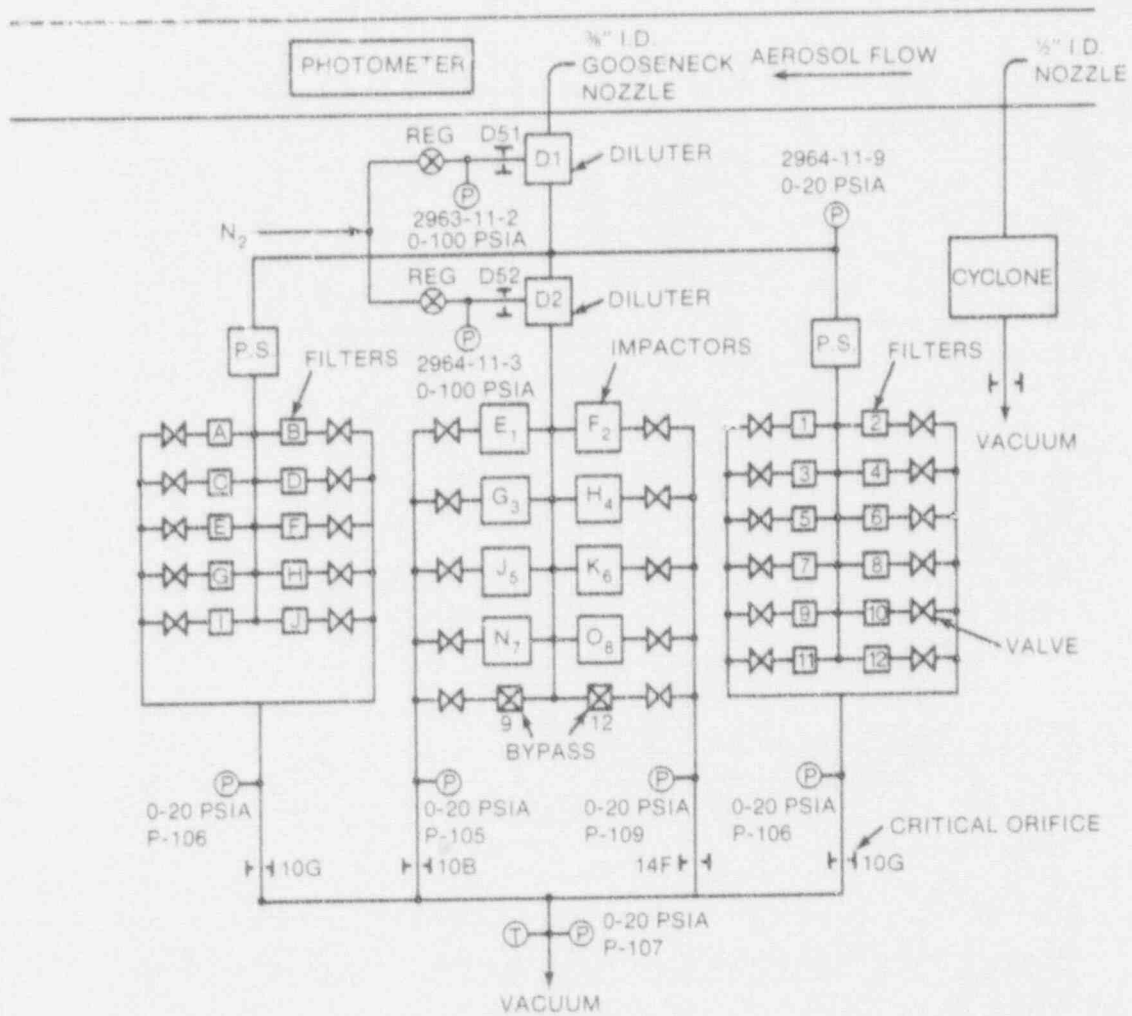 PHOTOMETER
⅜" I.D.
GOOSENECK
NOZZLE
AEROSOL FLOW
½" I.D.
NOZZLE
REG
D51
D1
DILUTER
2964-11-9
0-20 PSIA
P
P
2963-11-2
0-100 PSIA
N2
REG
D52
D2
DILUTER
CYCLONE
P
2964-11-3
0-100 PSIA
P.S.
FILTERS
IMPACTORS
P.S.
FILTERS
VACUUM
A
B
C
D
E
F
G
H
I
J
E1
F2
G3
H4
J5
K6
N7
O8
9
12
BYPASS
1
2
3
4
5
6
7
8
9
10
11
12
VALVE
P
0-20 PSIA
P-106
P
0-20 PSIA
P-105
P
0-20 PSIA
P-109
P
0-20 PSIA
P-106
CRITICAL ORIFICE
10G
10B
14F
10G
T
P
0-20 PSIA
P-107
VACUUM